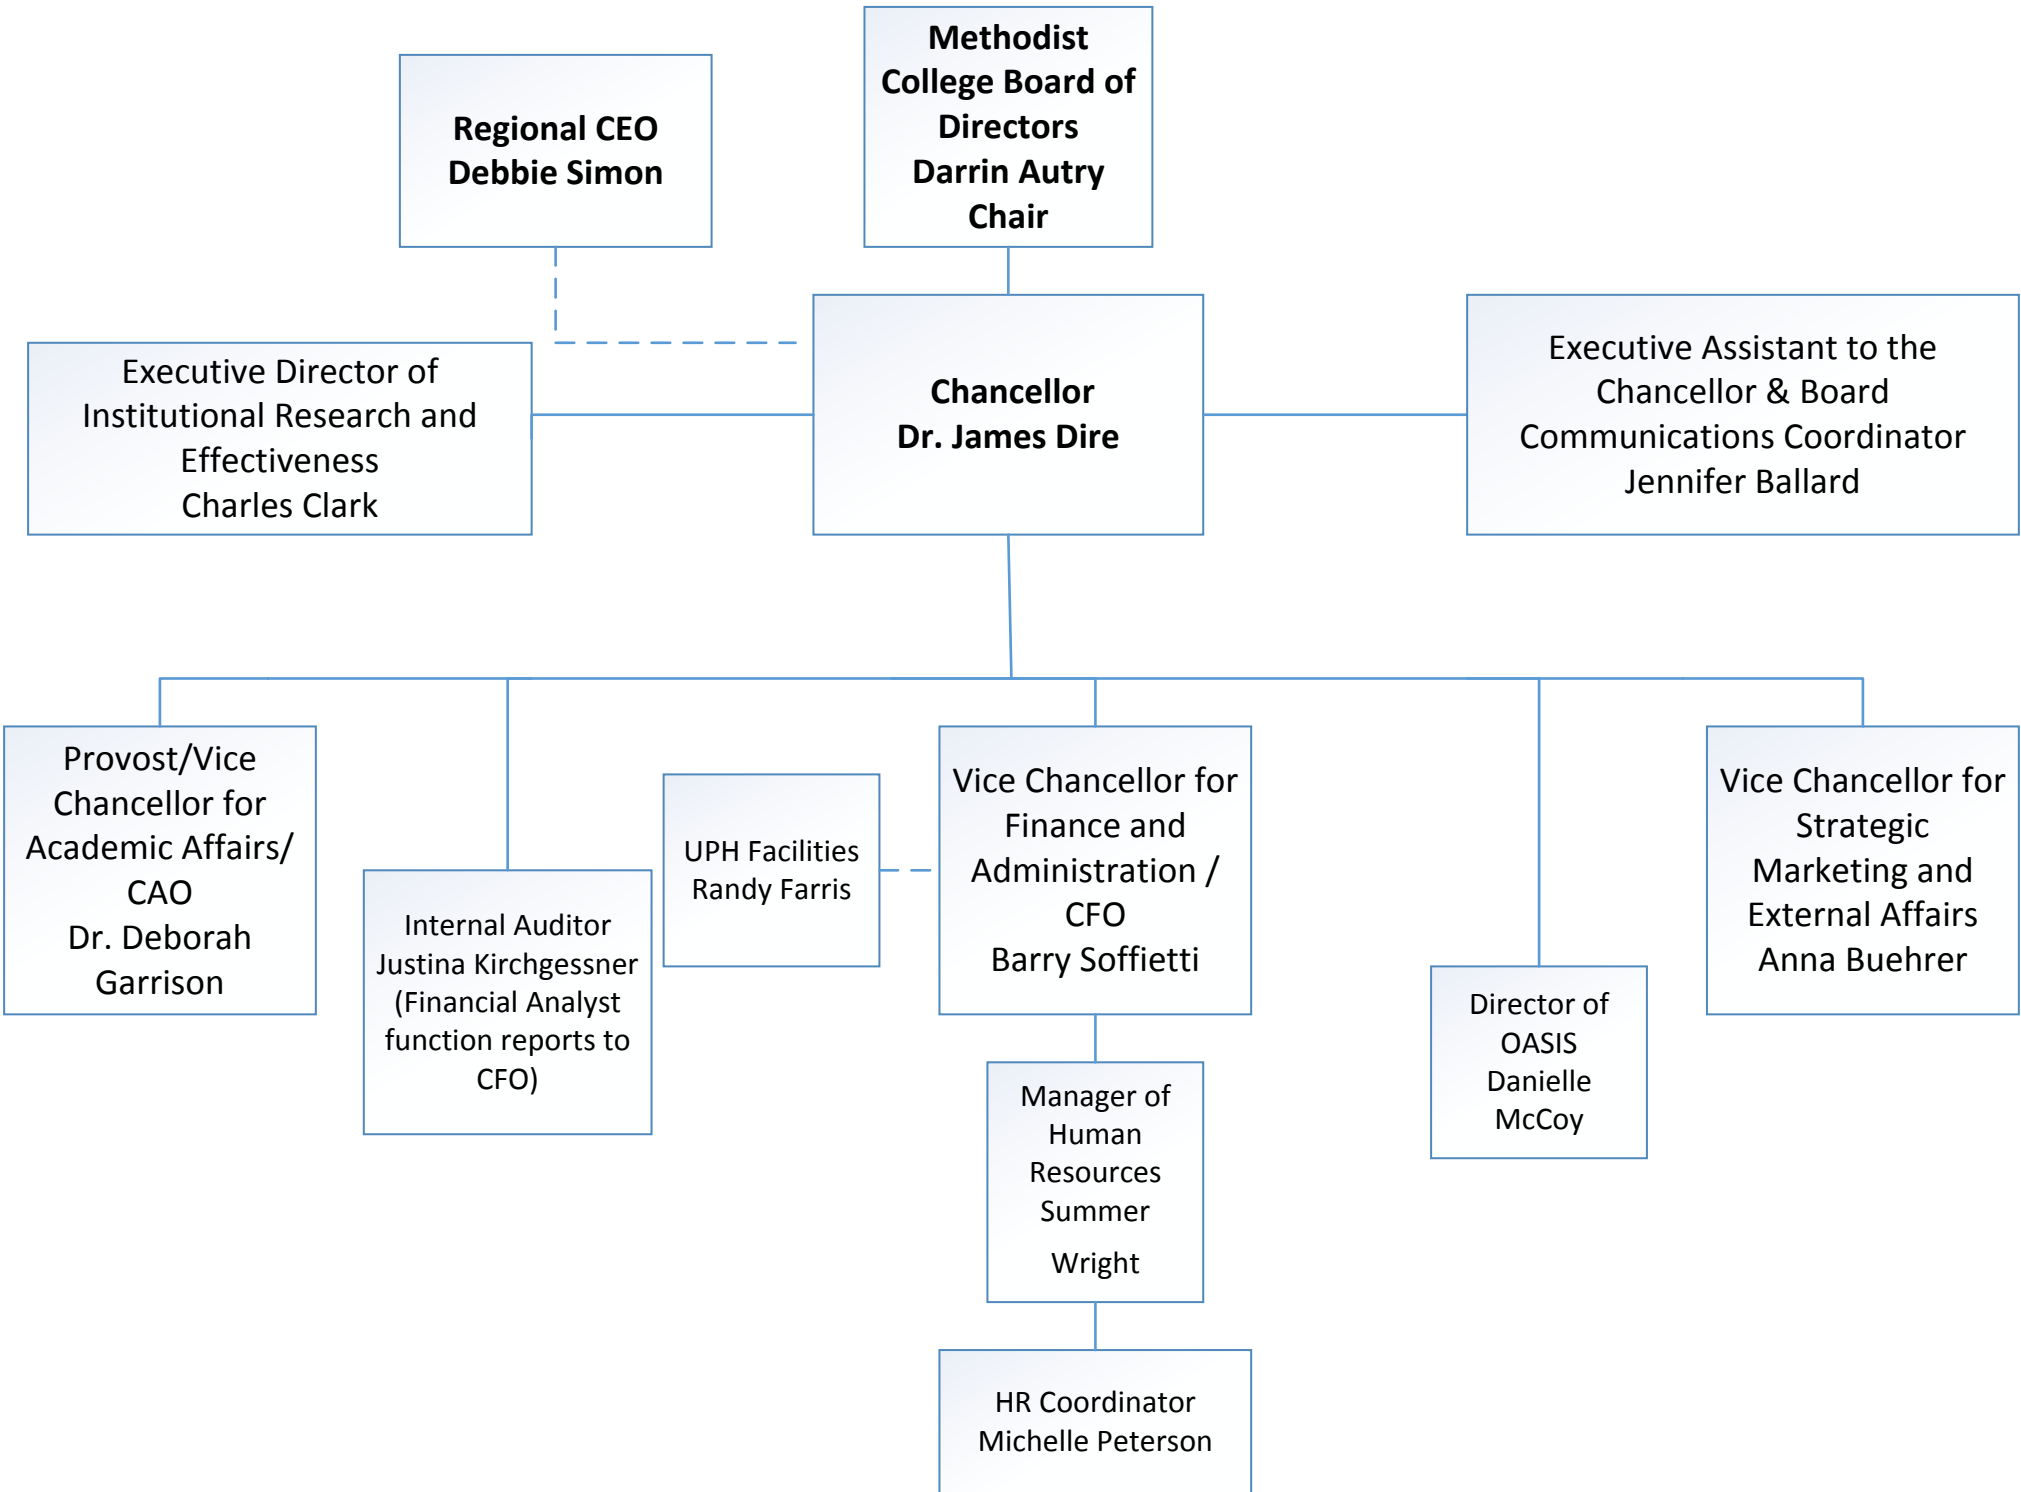 Methodist
College Board of
Directors
Darrin Autry
Chair
Regional CEO
Debbie Simon
Executive Director of
Institutional Research and
Effectiveness
Charles Clark
Chancellor
Dr. James Dire
Executive Assistant to the
Chancellor & Board
Communications Coordinator
Jennifer Ballard
Provost/Vice
Chancellor for
Academic Affairs/
CAO
Dr. Deborah
Garrison
Internal Auditor
Justina Kirchgessner
(Financial Analyst
function reports to
CFO)
UPH Facilities
Randy Farris
Vice Chancellor for
Finance and
Administration /
CFO
Barry Soffietti
Director of
OASIS
Danielle
McCoy
Vice Chancellor for
Strategic
Marketing and
External Affairs
Anna Buehrer
Manager of
Human
Resources
Summer
Wright
HR Coordinator
Michelle Peterson